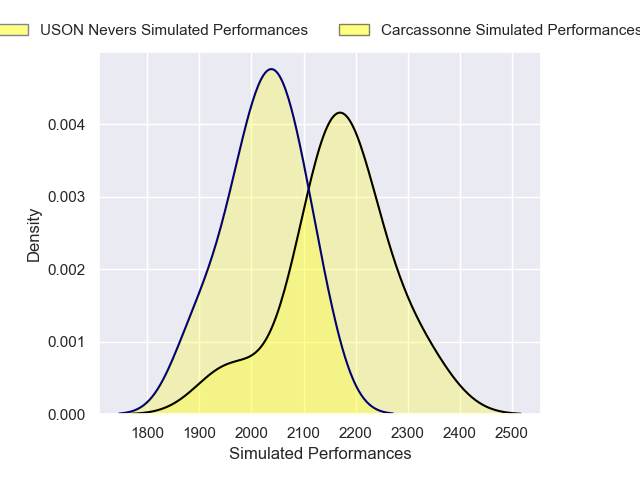 USON Nevers Simulated Performances
Carcassonne Simulated Performances
0.004
0.003
0.002
0.001
0.000
Density
1800 1900 2000 2100 2200 2300 2400 2500
Simulated Performances